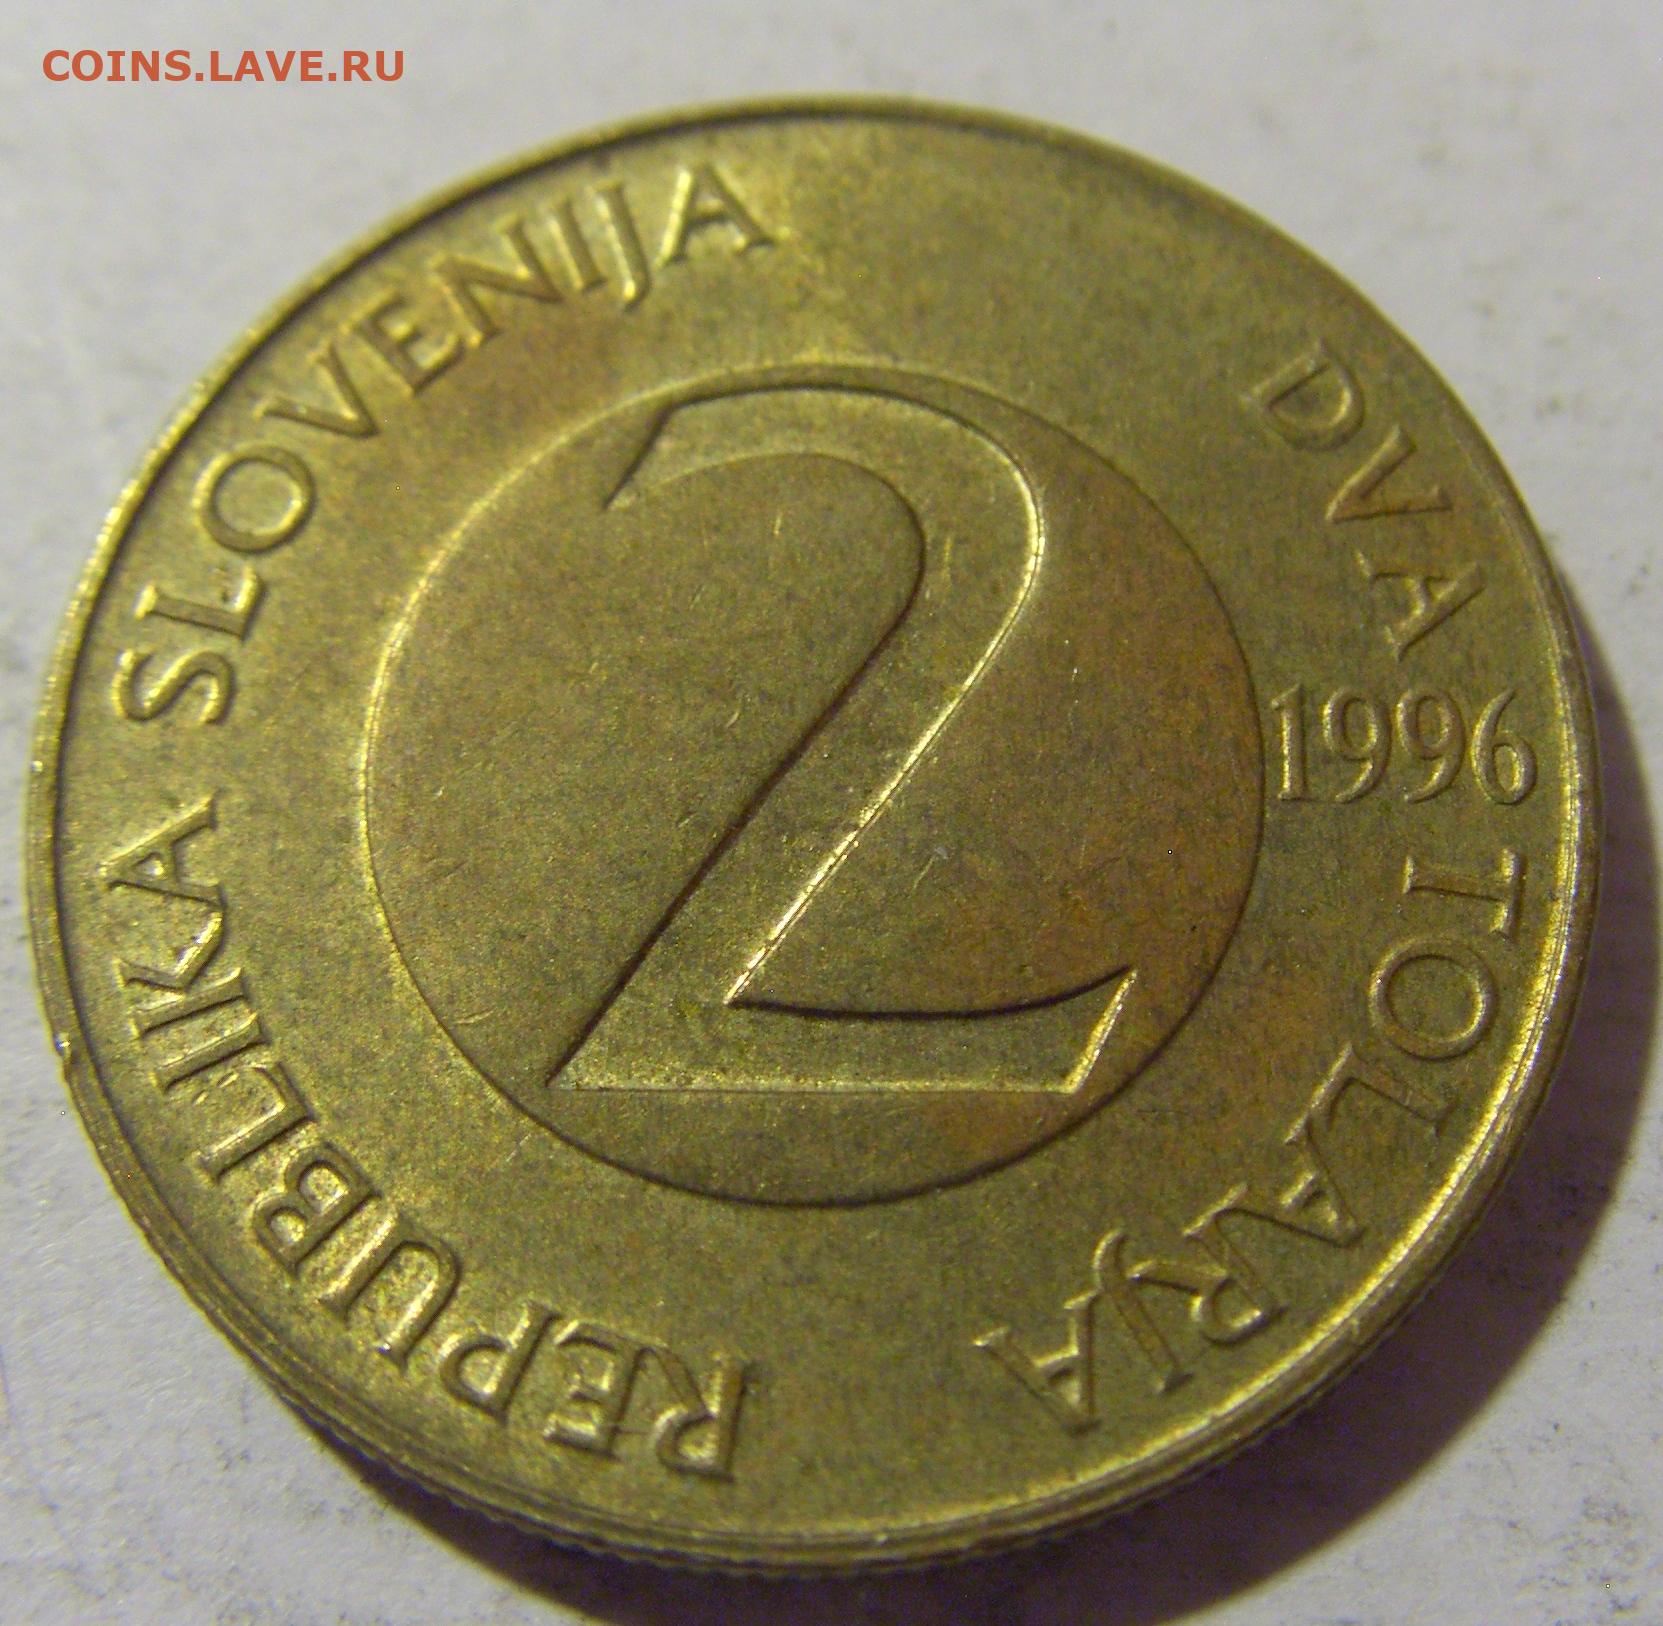 COINS.LAVE.RU
REPUBLIKA SLOVENIJA
DVA TOLARJA
1996
2